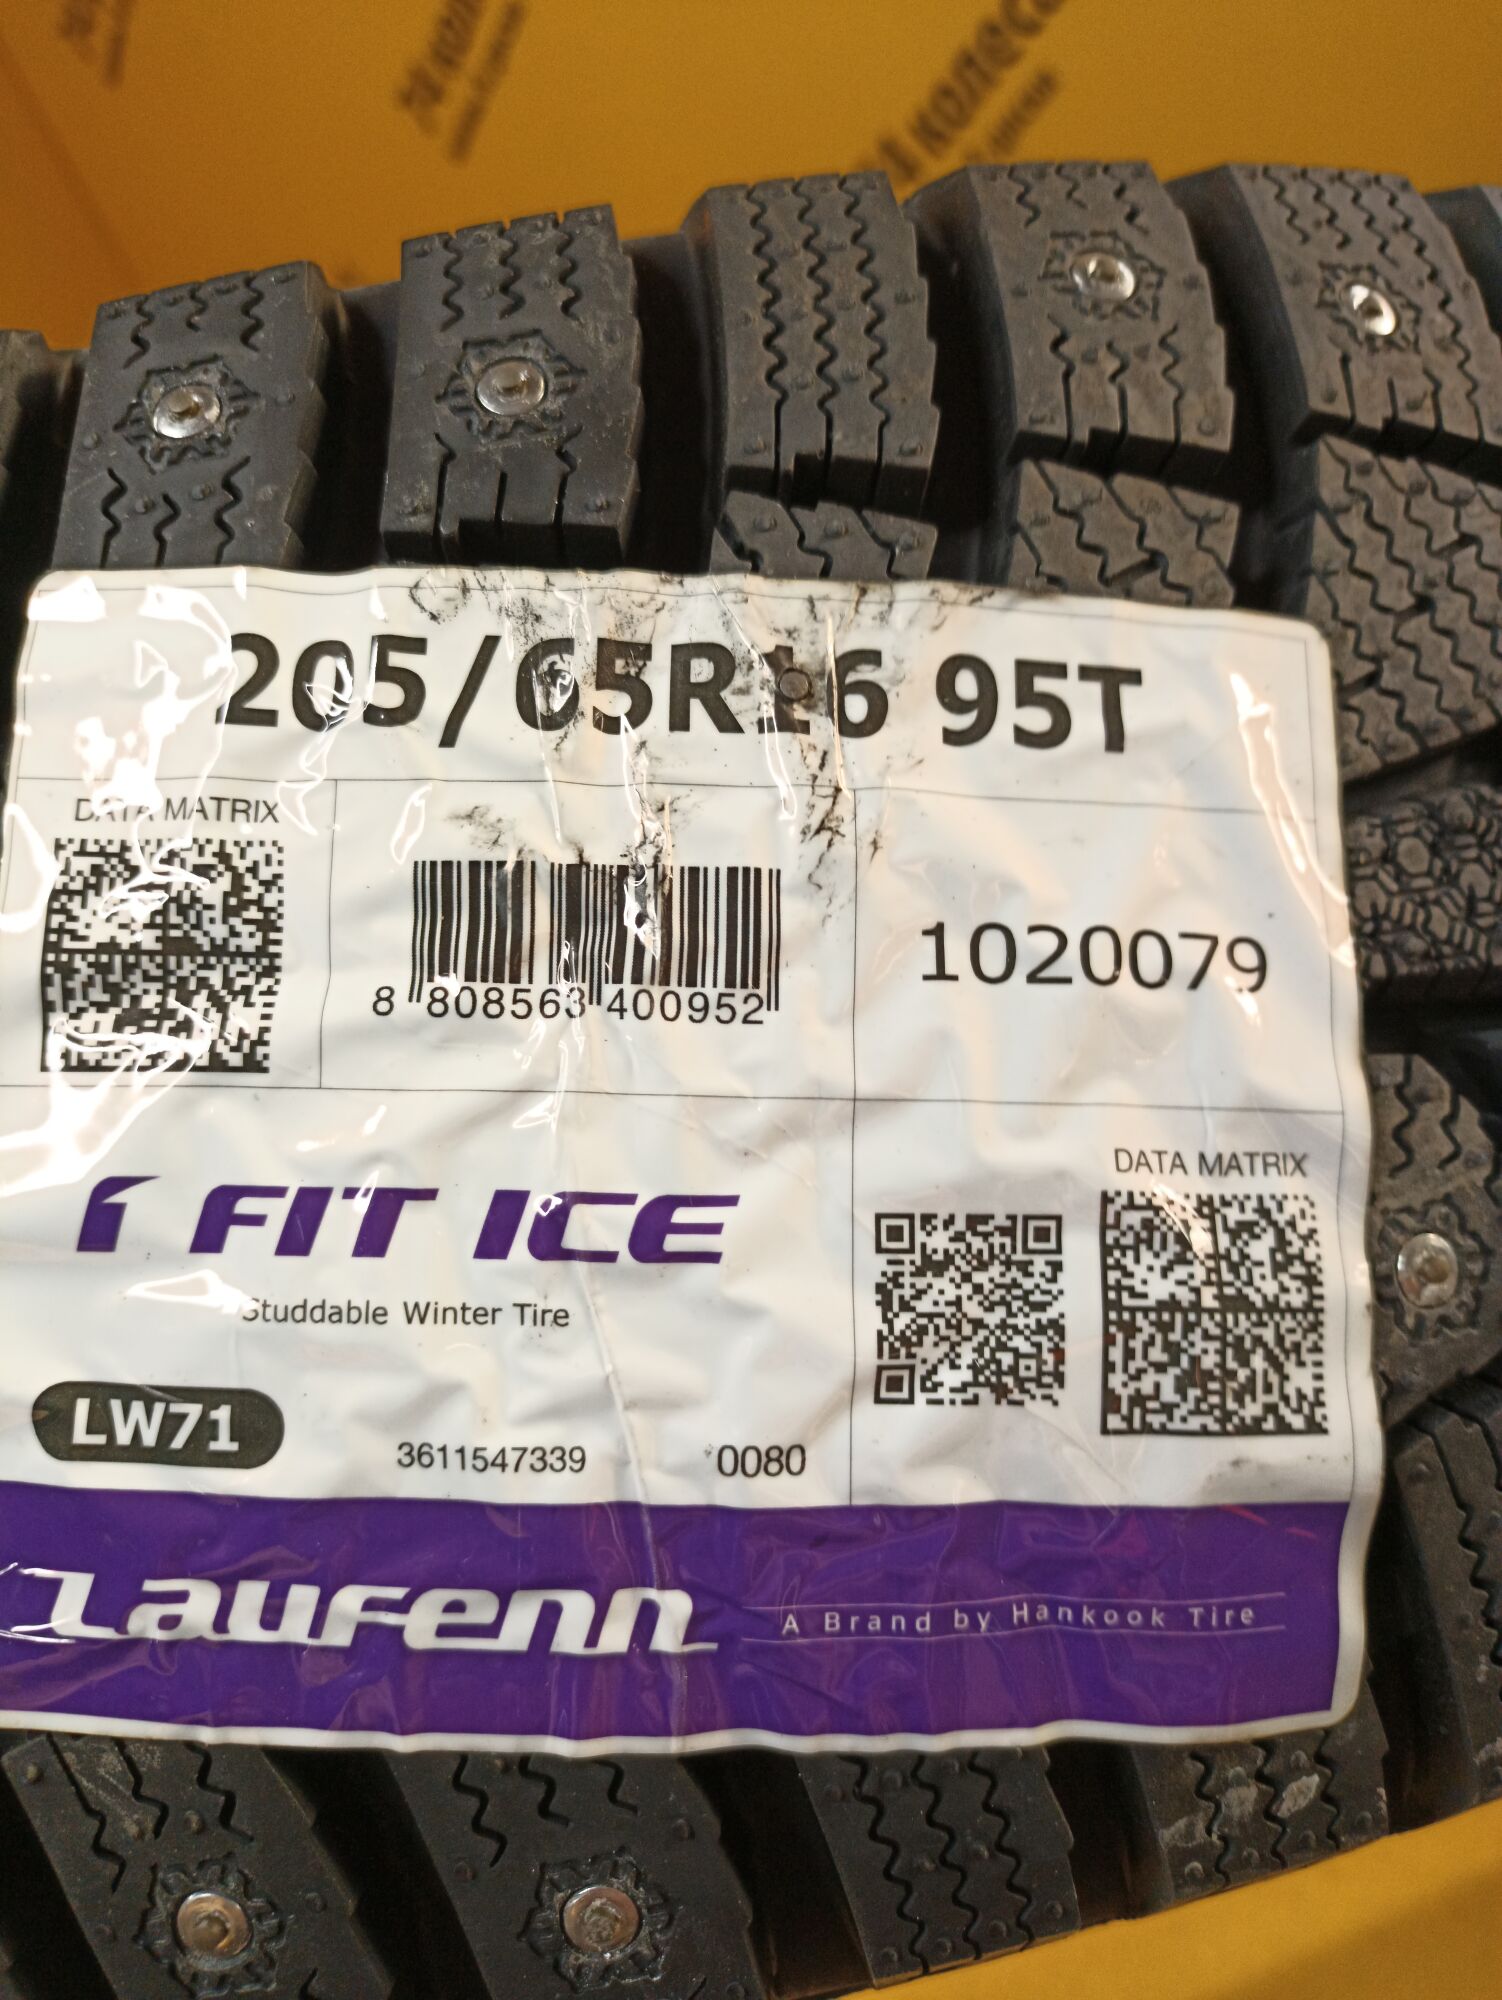 колеса
205/65R16 95T
DATA MATRIX
8 808563 400952
1020079
i FIT ICE
Studdable Winter Tire
DATA MATRIX
LW71
3611547339
0080
Laufenn
A Brand by Hankook Tire